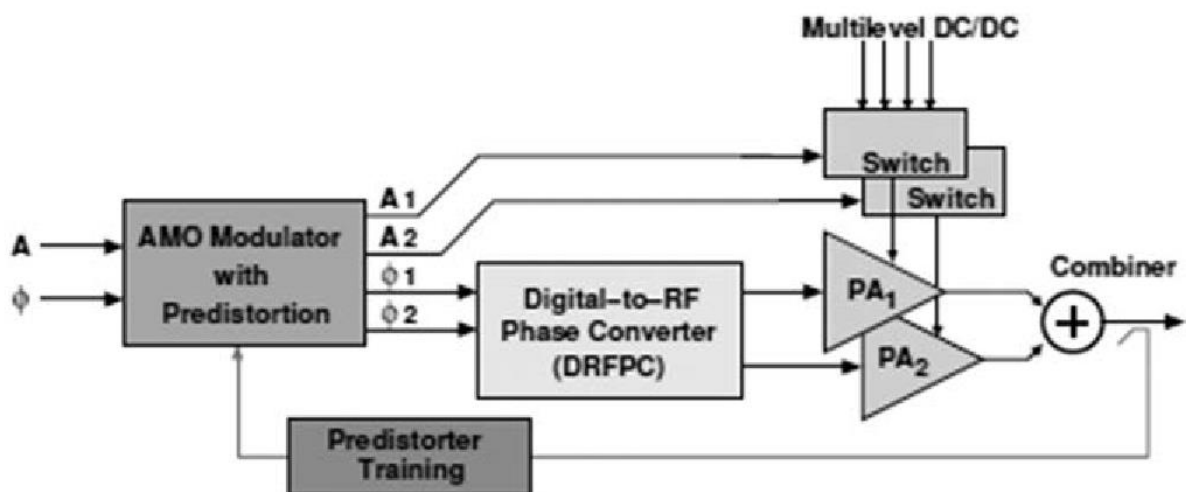 Multilevel DC/DC
Switch
Switch
A1
A2
ϕ1
ϕ2
A
ϕ
AMO Modulator
with
Predistortion
Digital-to-RF
Phase Converter
(DRFPC)
PA1
PA2
Combiner
+
Predistorter
Training